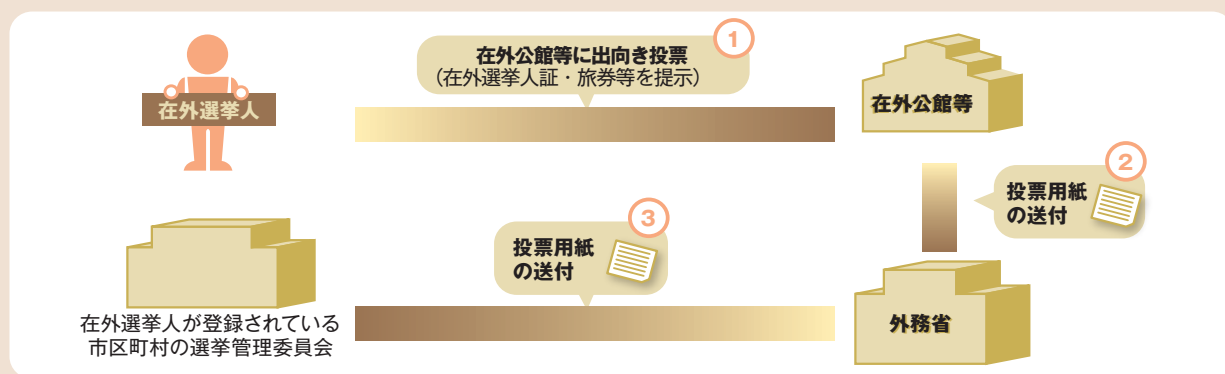 在外選挙人
①
在外公館等に出向き投票
（在外選挙人証・旅券等を提示）
在外公館等
②
投票用紙
の送付
外務省
③
投票用紙
の送付
在外選挙人が登録されている
市区町村の選挙管理委員会